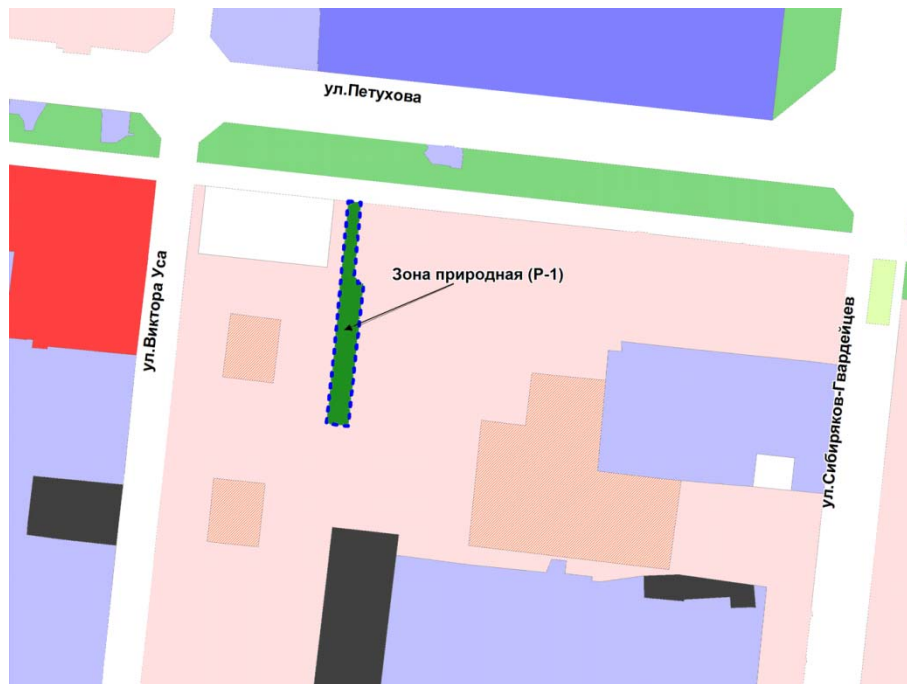 ул.Петухова
Зона природная (Р-1)
ул.Виктора Уса
ул.Сибиряков-Гвардейцев